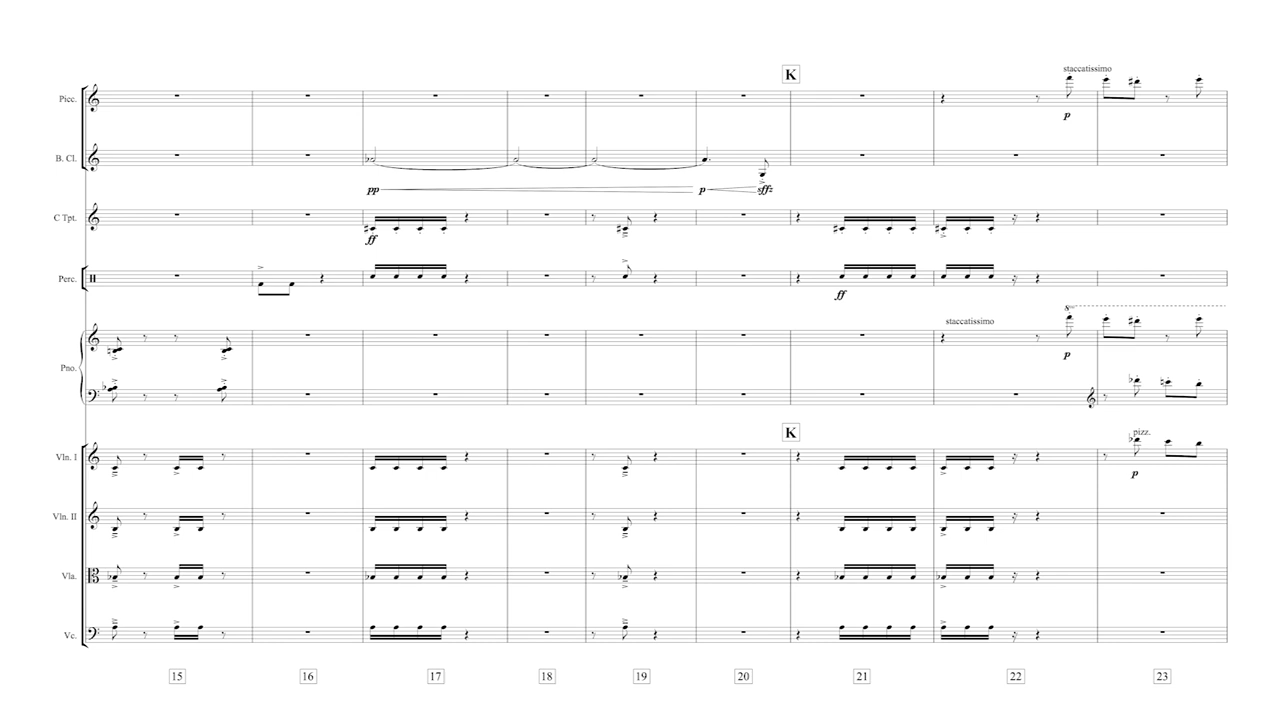 K
staccatissimo
Picc.
p
B. Cl.
pp p sffz
C Tpt.
ff
Perc.
ff
8va
staccatissimo
p
Pno.
K
pizz.
Vln. I
p
Vln. II
Vla.
Vc.
15 16 17 18 19 20 21 22 23